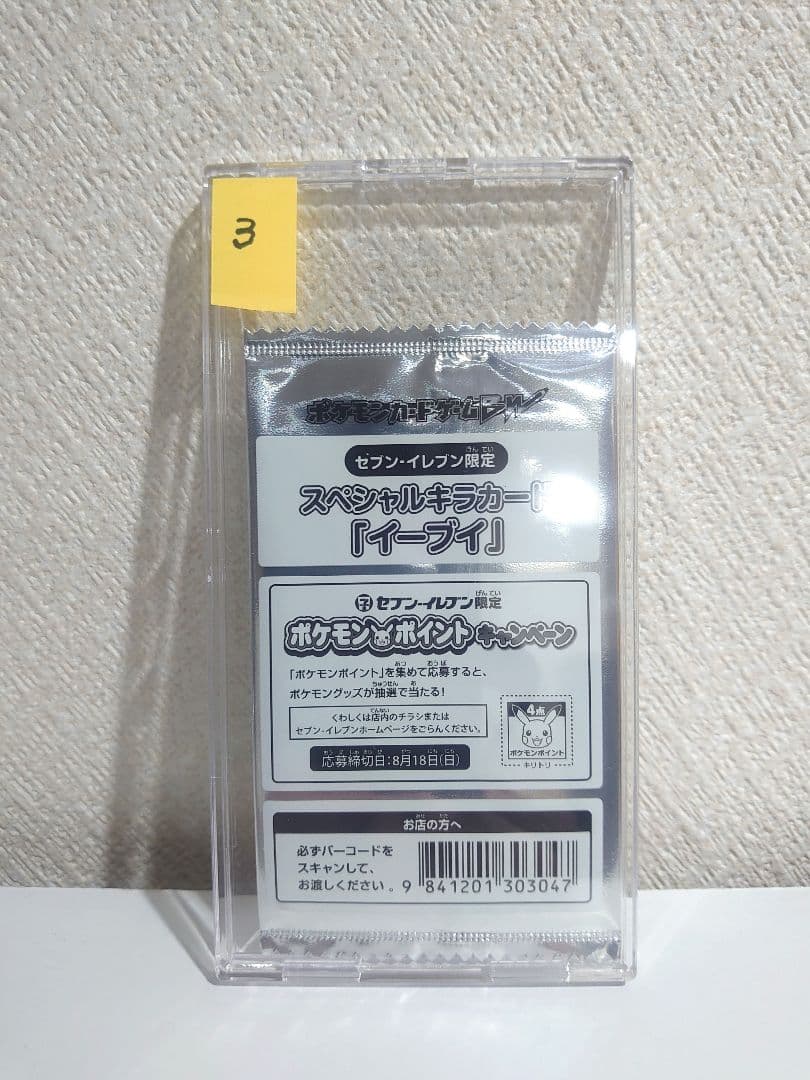 3
ポケモンカードゲームBW
セブン-イレブン限定
スペシャルキラカード
「イーブイ」
セブン-イレブン限定
ポケモンポイントキャンペーン
「ポケモンポイント」を集めて応募すると、
ポケモングッズが抽選で当たる!
くわしくは店内のチラシまたは
セブン-イレブンホームページをごらんください。
応募締切日:8月18日(日)
4点
ポケモンポイント
キリトリ
お店の方へ
必ずバーコードを
スキャンして、
お渡しください。
9 841201 303047